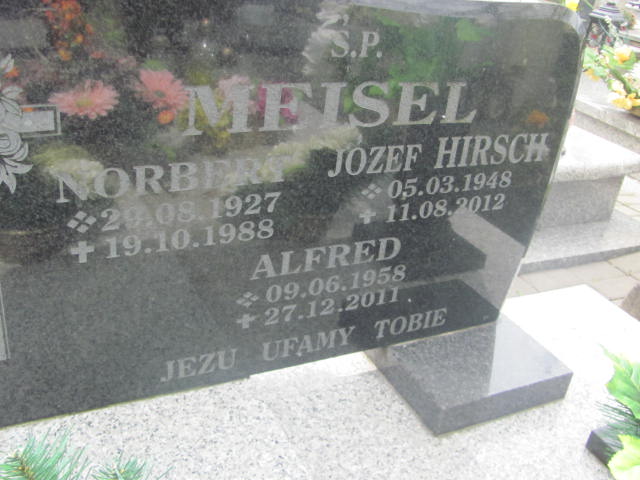 Ś.P.
MEISEL
NORBERT JOZEF HIRSCH
29.08.1927 05.03.1948
19.10.1988 11.08.2012
ALFRED
09.06.1958
27.12.2011
JEZU UFAMY TOBIE